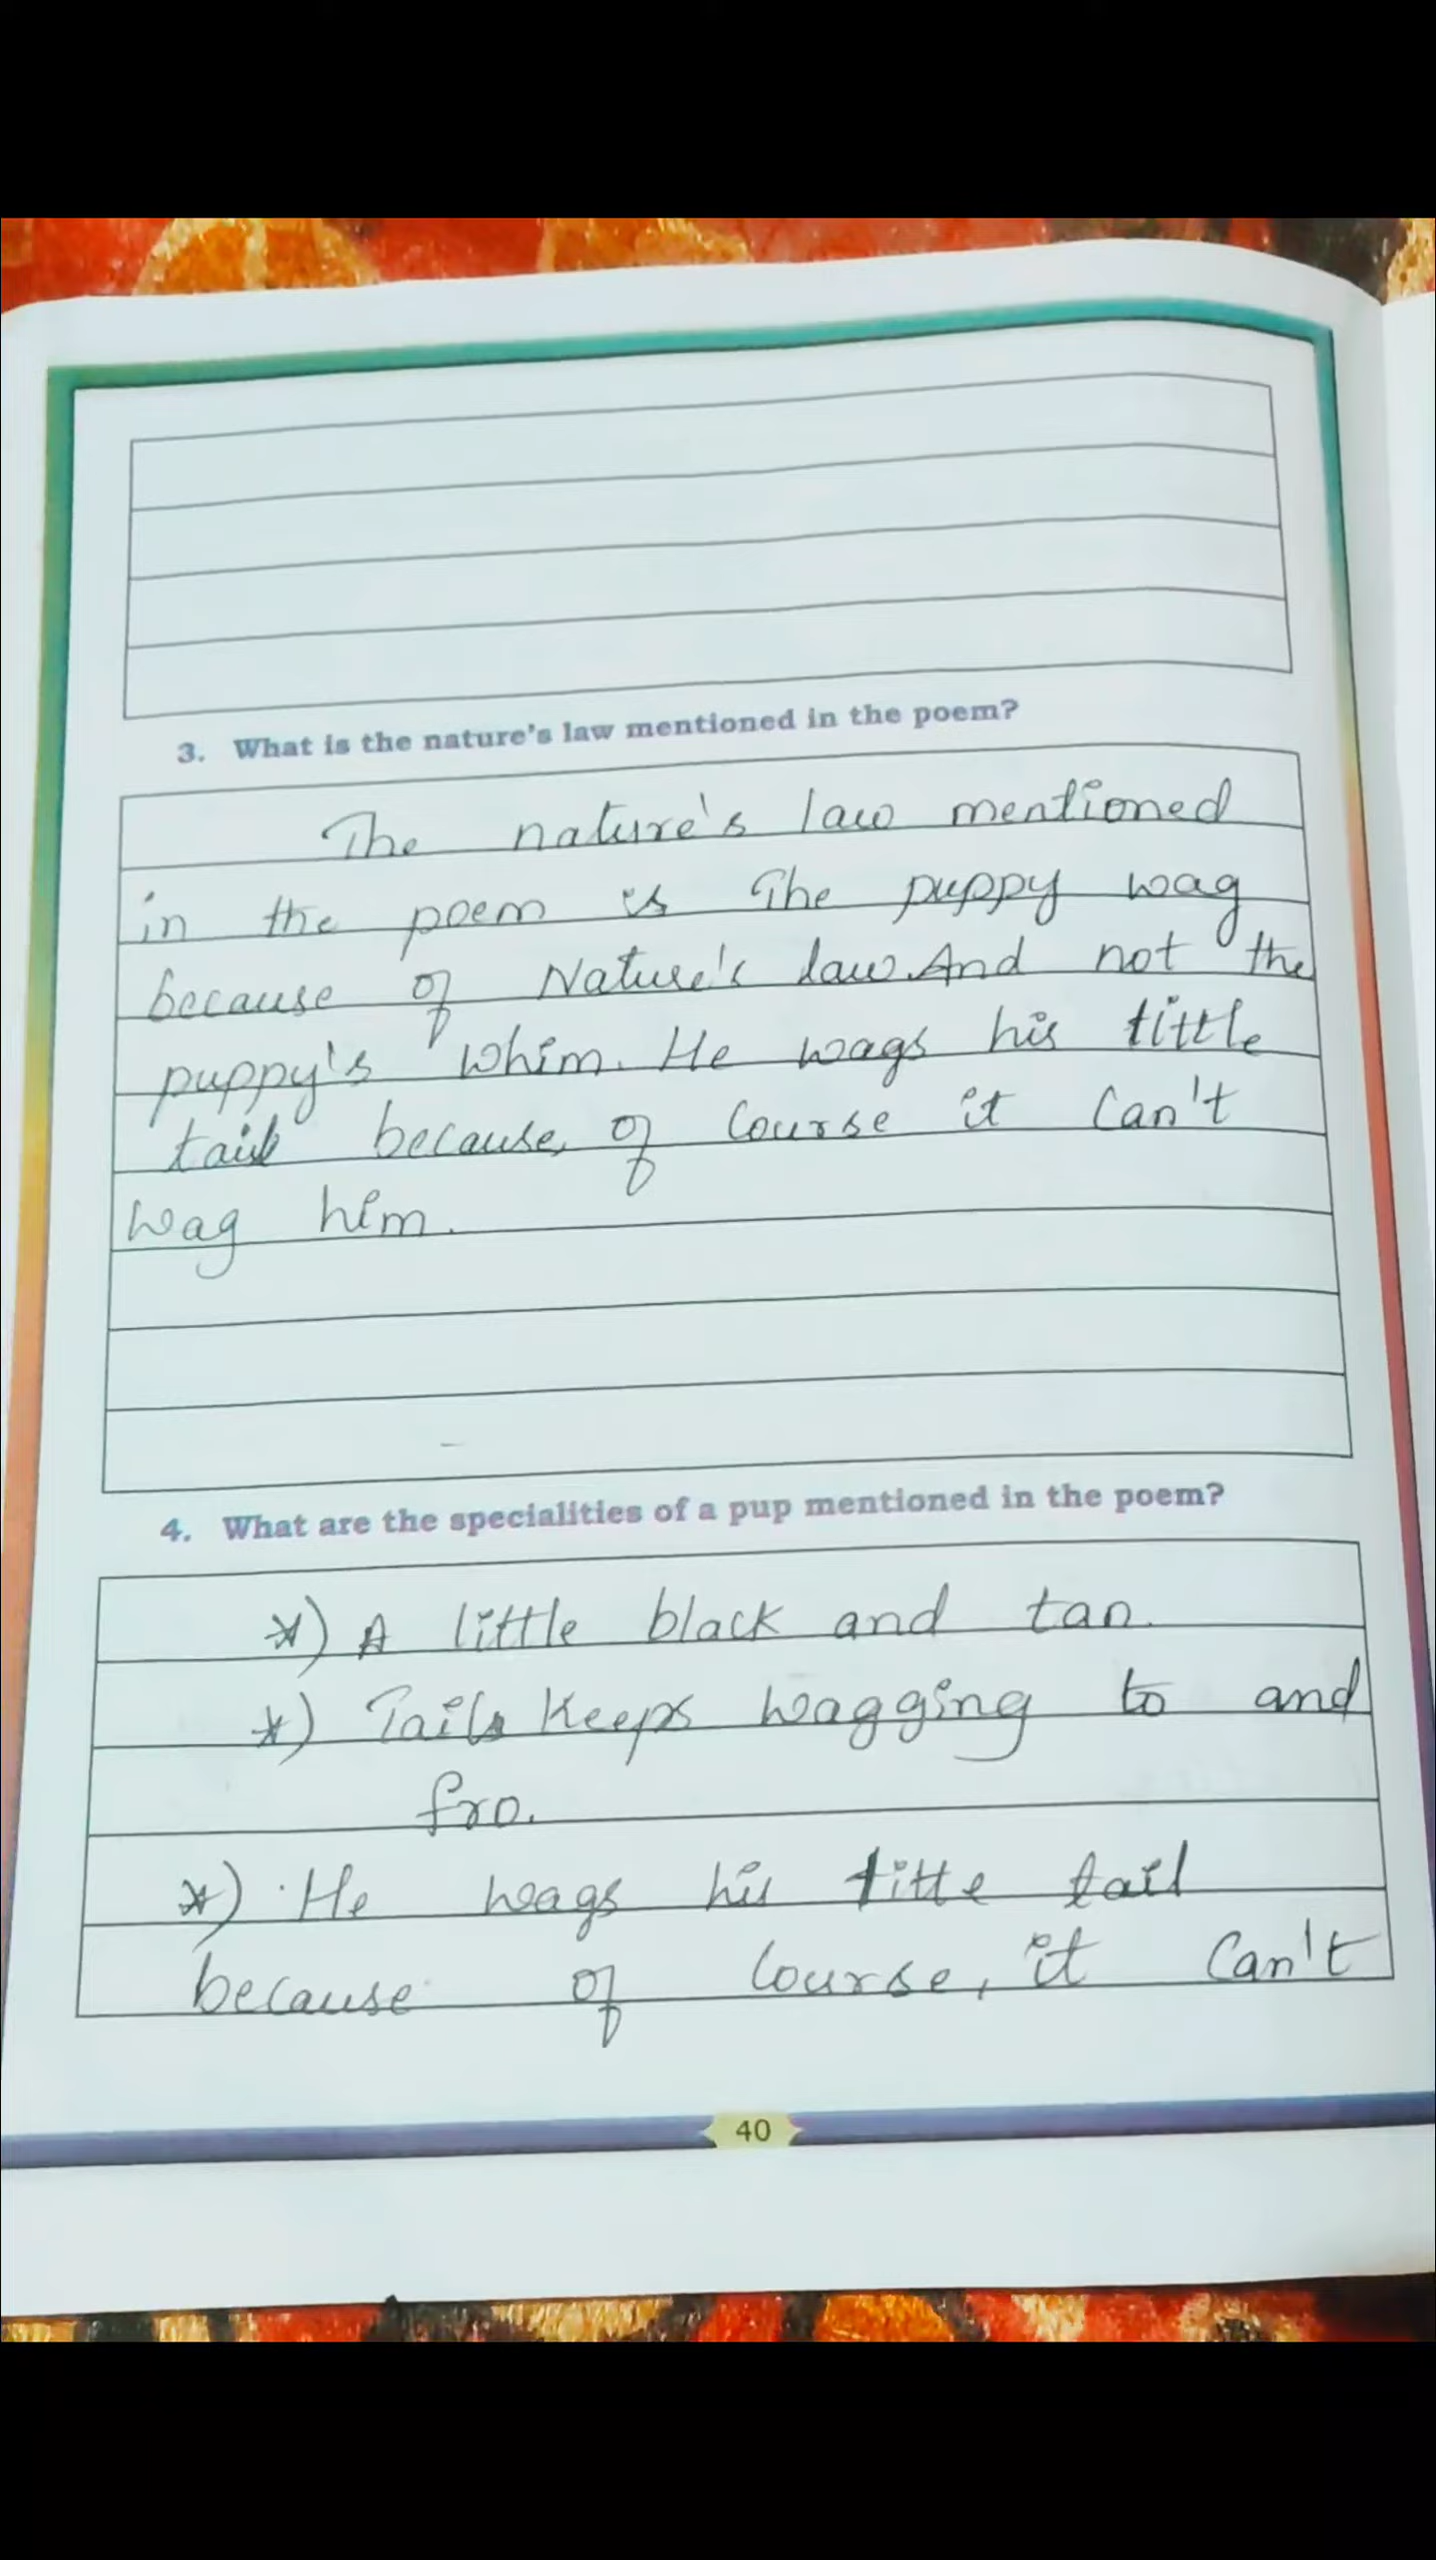 3. What is the nature's law mentioned in the poem?
The nature's law mentioned
in the poem is The puppy wag
because of Nature's law. And not the
puppy's whim. He wags his tittle
tail because, of course it can't
wag him.
4. What are the specialities of a pup mentioned in the poem?
*) A little black and tan.
*) Tails keeps wagging to and
fro.
*) He wags his titte tail
because of course, it can't
40